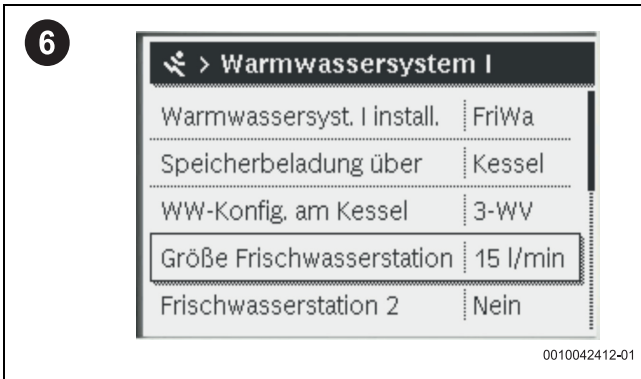 6
> Warmwassersystem I
Warmwassersyst. I install. FriWa
Speicherbeladung über Kessel
WW-Konfig. am Kessel 3-WV
Größe Frischwasserstation 15 l/min
Frischwasserstation 2 Nein
0010042412-01